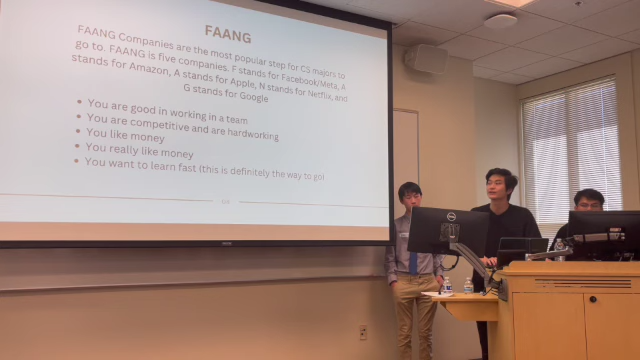 FAANG
FAANG Companies are the most popular step for CS majors to
go to. FAANG is five companies. F stands for Facebook/Meta, A
stands for Amazon, A stands for Apple, N stands for Netflix, and
G stands for Google
• You are good in working in a team
• You are competitive and are hardworking
• You like money
• You really like money
• You want to learn fast (this is definitely the way to go)
DELL